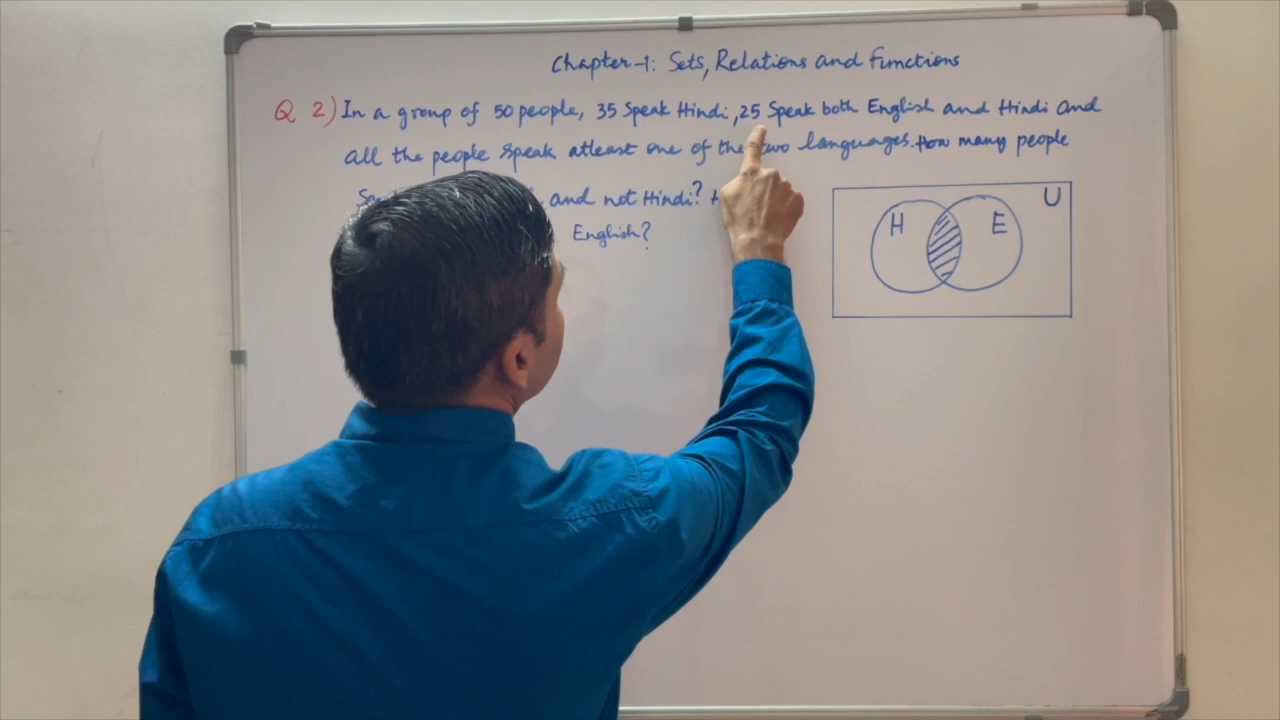 Chapter-1: Sets, Relations and Functions
Q 2) In a group of 50 people, 35 Speak Hindi, 25 Speak both English and Hindi and
all the people speak atleast one of the two languages. How many people
and not Hindi?
English?
H E U